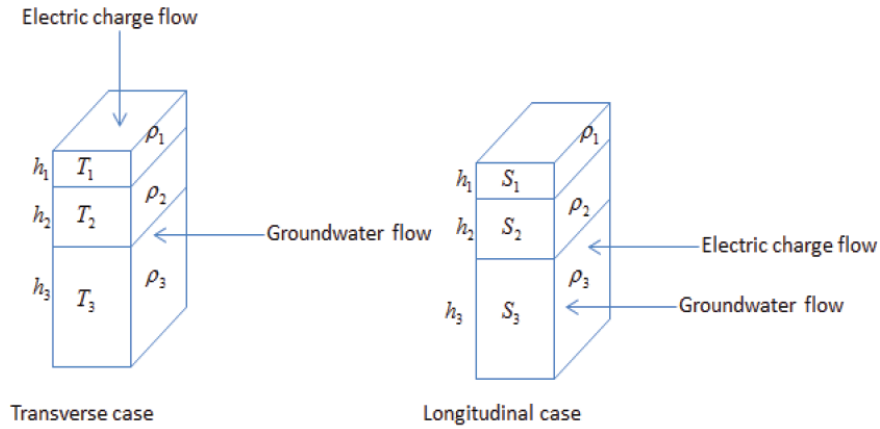 Electric charge flow
ρ₁
h₁ T₁
ρ₂
h₂ T₂
Groundwater flow
ρ₃
h₃ T₃
Transverse case
ρ₁
h₁ S₁
ρ₂
h₂ S₂
Electric charge flow
ρ₃
Groundwater flow
h₃ S₃
Longitudinal case